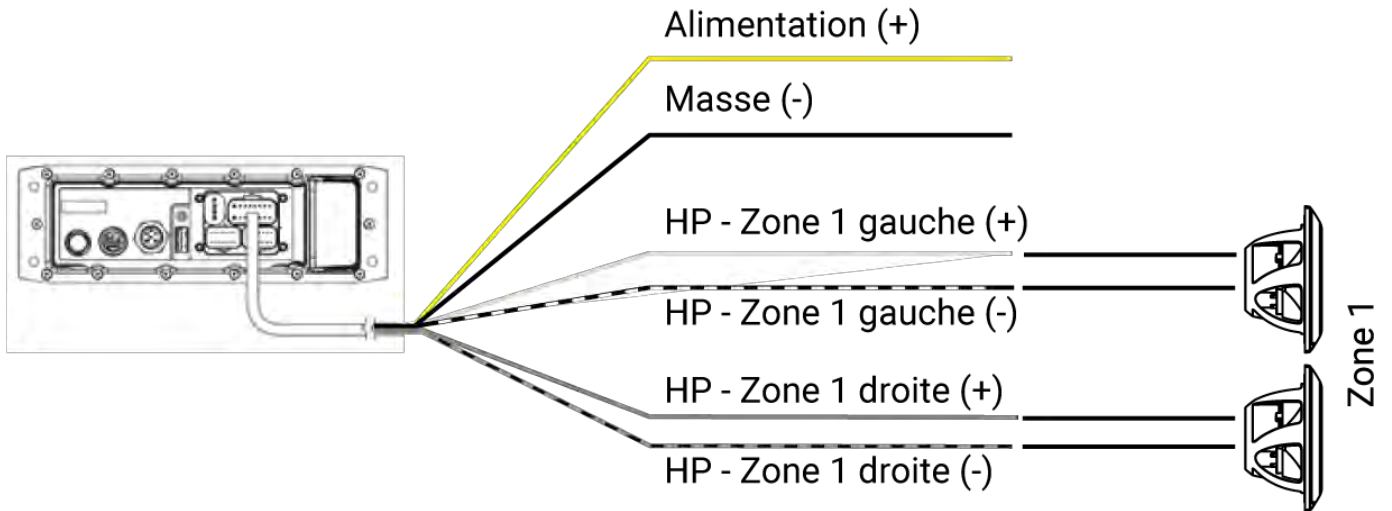 Alimentation (+)
Masse (-)
HP - Zone 1 gauche (+)
HP - Zone 1 gauche (-)
HP - Zone 1 droite (+)
HP - Zone 1 droite (-)
Zone 1